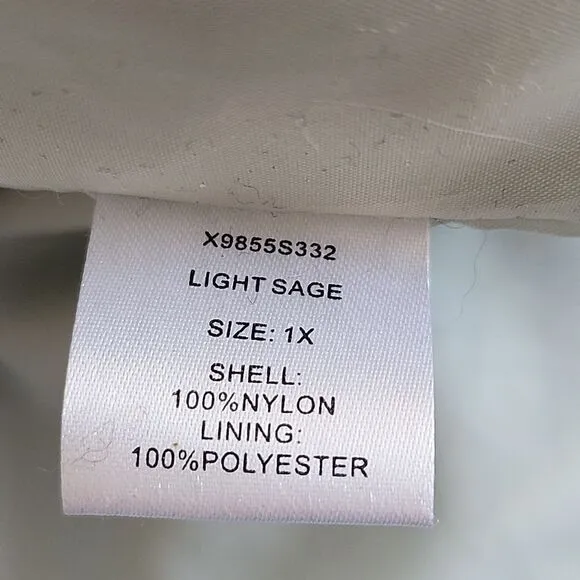 X9855S332
LIGHT SAGE
SIZE: 1X
SHELL:
100%NYLON
LINING:
100%POLYESTER